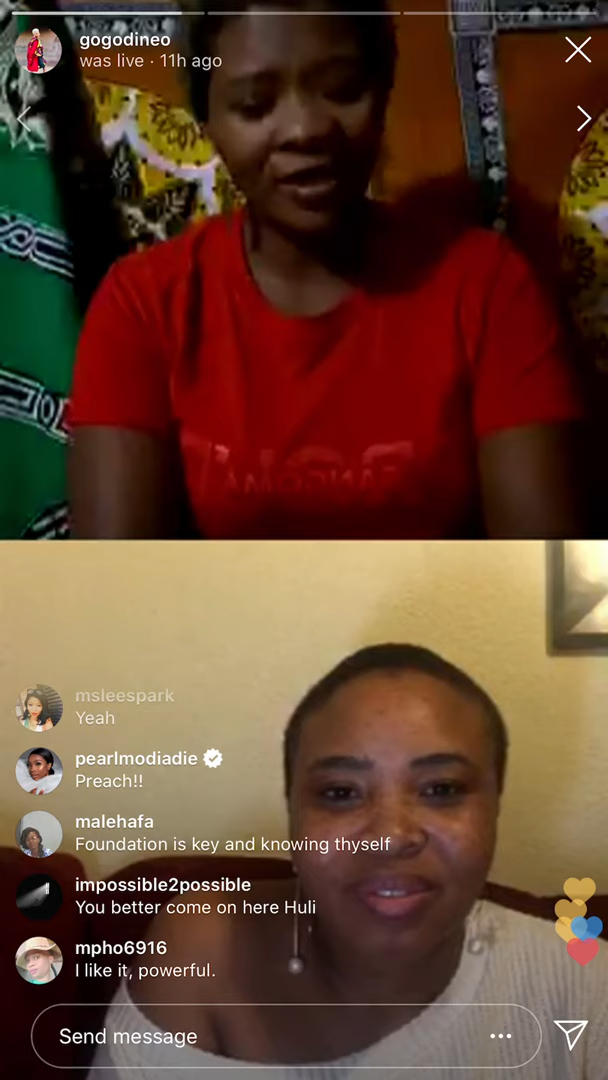 gogodineo
was live · 11h ago
msleespark
Yeah
pearlmodiadie
Preach!!
malehafa
Foundation is key and knowing thyself
impossible2possible
You better come on here Huli
mpho6916
I like it, powerful.
Send message